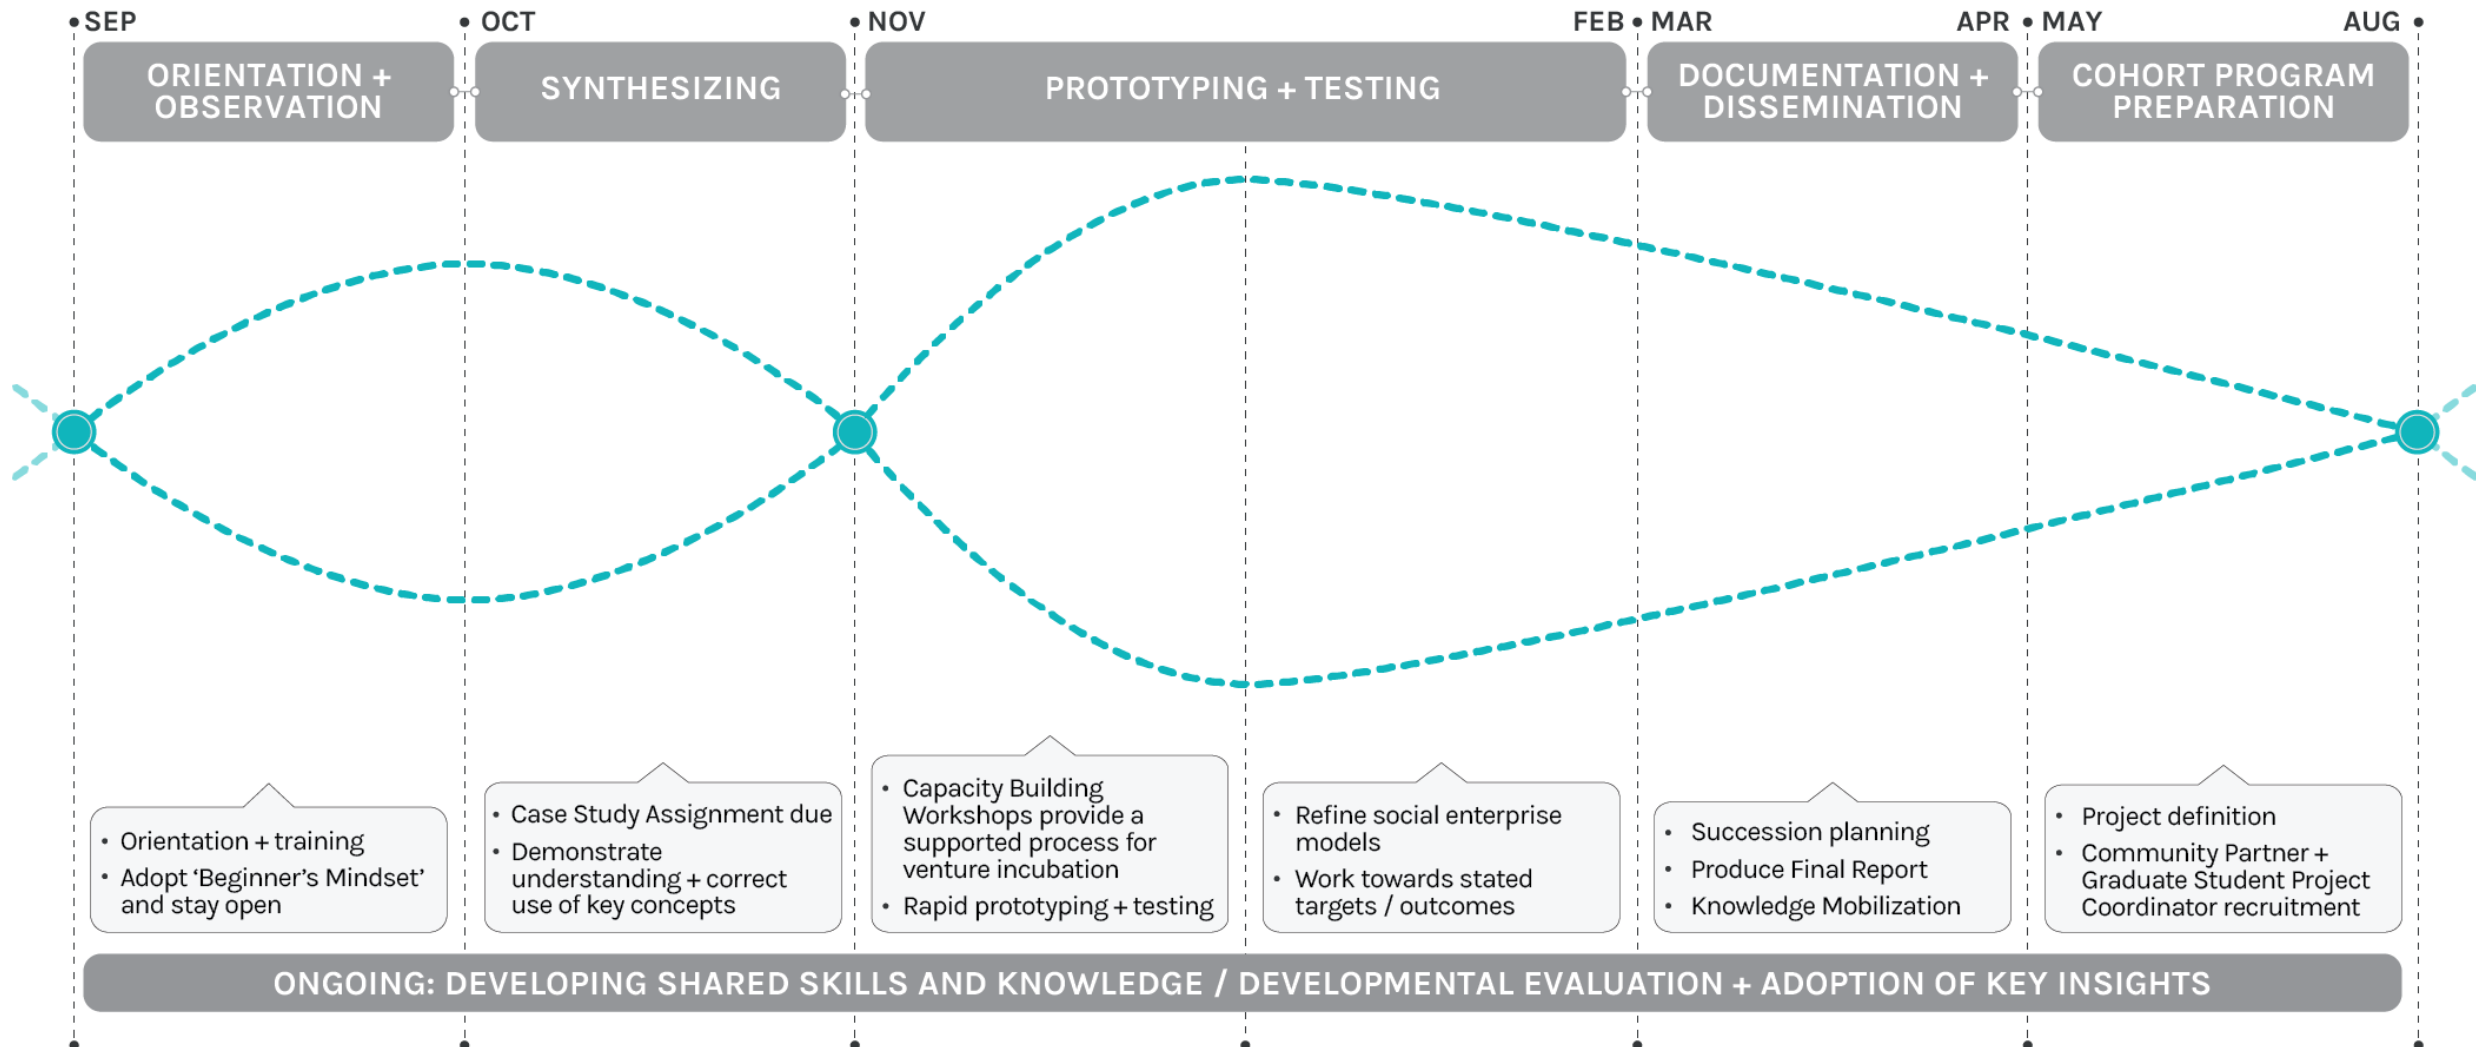 SEP
OCT
NOV
FEB
MAR
APR
MAY
AUG
ORIENTATION +
OBSERVATION
SYNTHESIZING
PROTOTYPING + TESTING
DOCUMENTATION +
DISSEMINATION
COHORT PROGRAM
PREPARATION
• Orientation + training
• Adopt ‘Beginner’s Mindset’
and stay open
• Case Study Assignment due
• Demonstrate
understanding + correct
use of key concepts
• Capacity Building
Workshops provide a
supported process for
venture incubation
• Rapid prototyping + testing
• Refine social enterprise
models
• Work towards stated
targets / outcomes
• Succession planning
• Produce Final Report
• Knowledge Mobilization
• Project definition
• Community Partner +
Graduate Student Project
Coordinator recruitment
ONGOING: DEVELOPING SHARED SKILLS AND KNOWLEDGE / DEVELOPMENTAL EVALUATION + ADOPTION OF KEY INSIGHTS